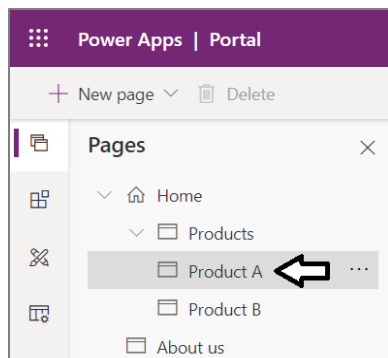 Power Apps | Portal
New page Delete
Pages
Home
Products
Product A
Product B
About us